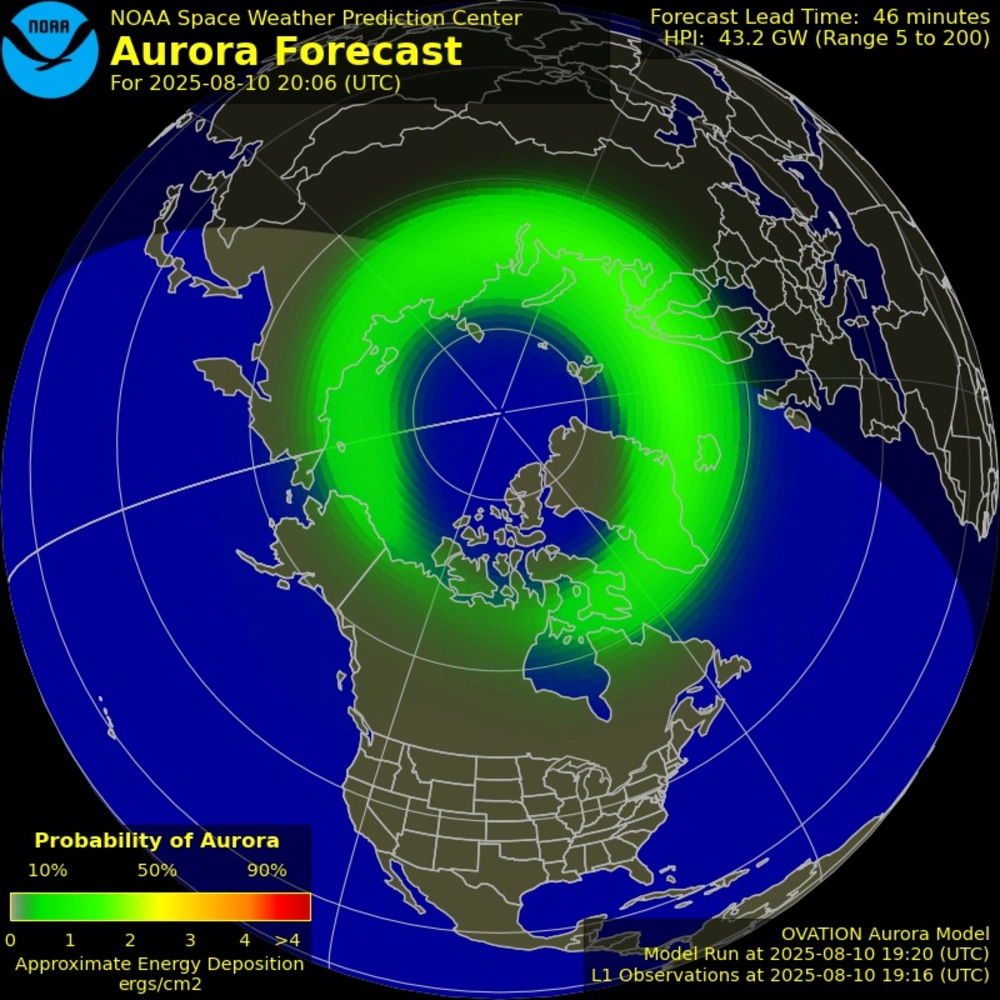 NOAA
NOAA Space Weather Prediction Center
Aurora Forecast
For 2025-08-10 20:06 (UTC)
Forecast Lead Time: 46 minutes
HPI: 43.2 GW (Range 5 to 200)
Probability of Aurora
10% 50% 90%
0 1 2 3 4 >4
Approximate Energy Deposition
ergs/cm2
OVATION Aurora Model
Model Run at 2025-08-10 19:20 (UTC)
L1 Observations at 2025-08-10 19:16 (UTC)